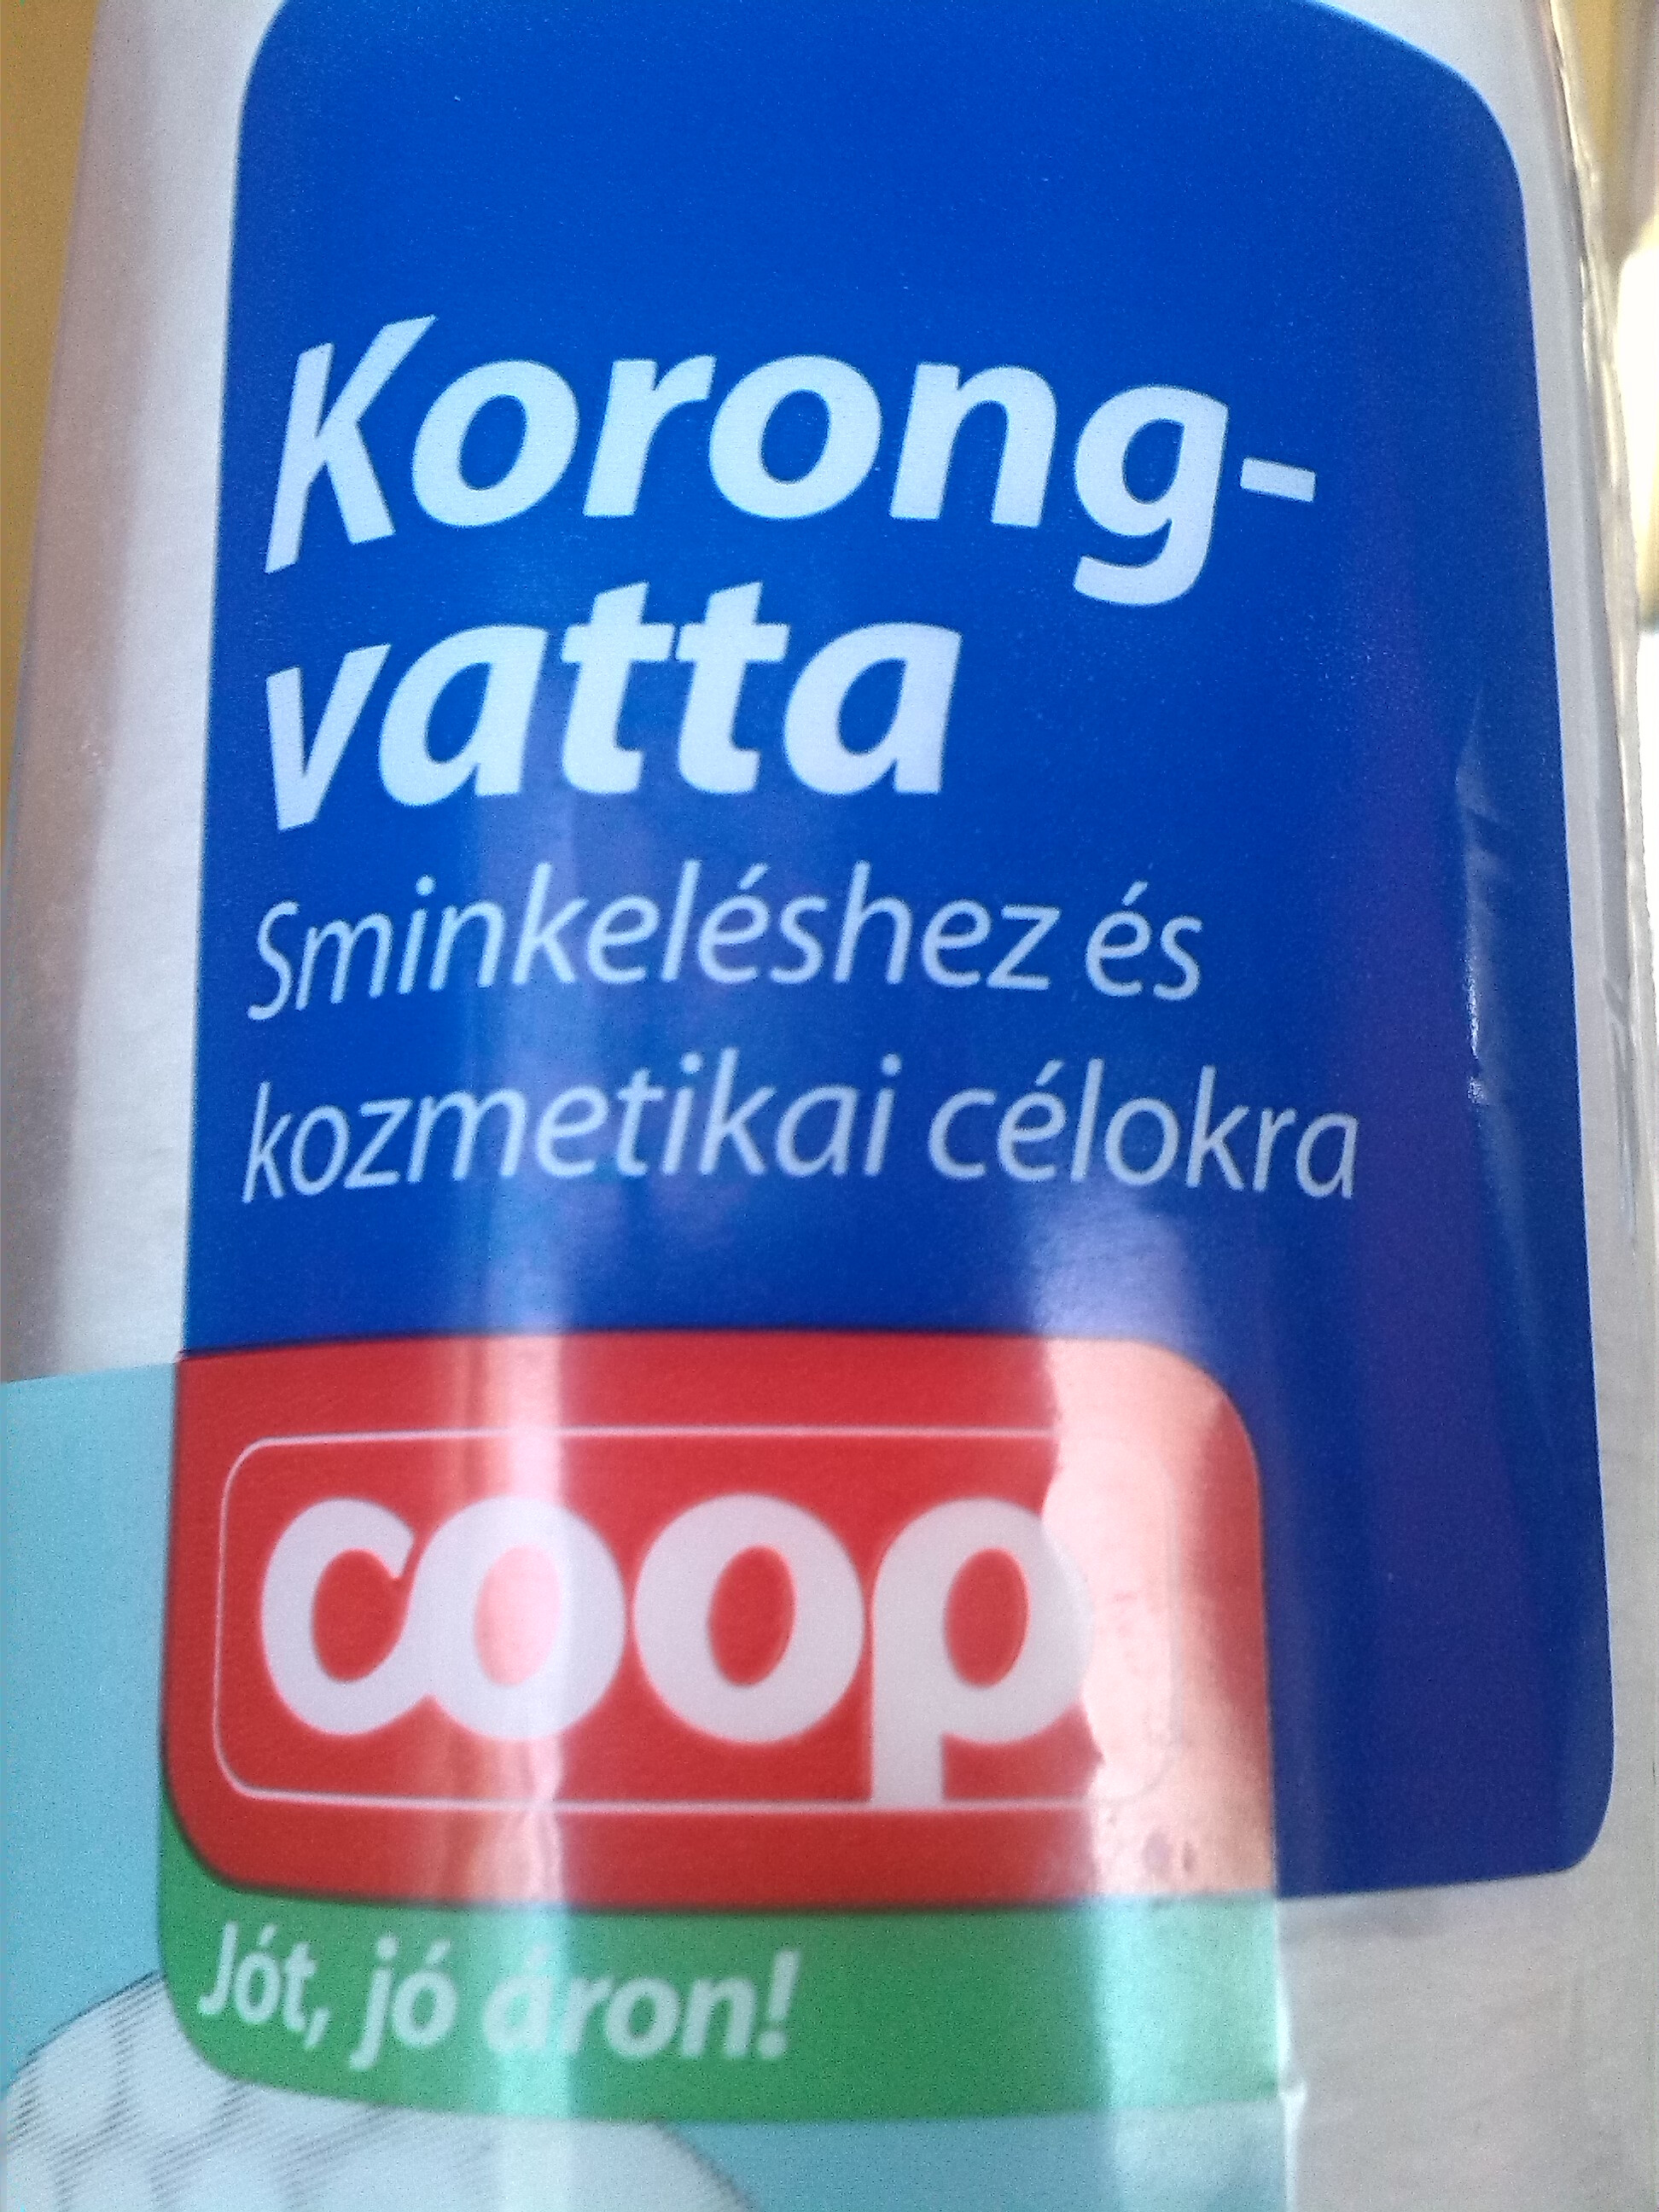 Korong-
vatta
Sminkeléshez és
kozmetikai célokra
coop
Jót, jó áron!